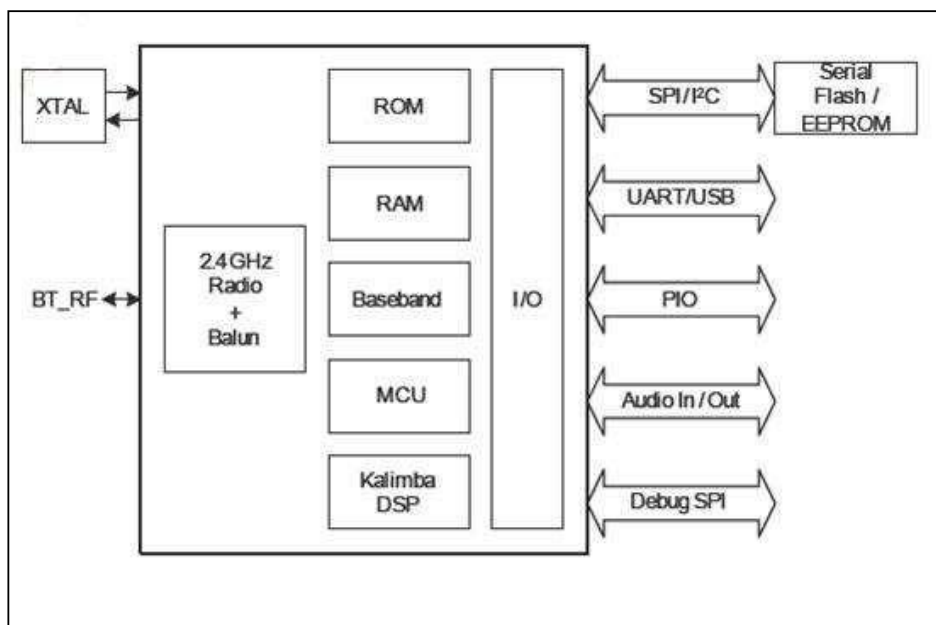 XTAL
BT_RF
2.4 GHz
Radio
+
Balun
ROM
RAM
Baseband
MCU
Kalimba
DSP
I/O
SPI/I²C
UART/USB
PIO
Audio In / Out
Debug SPI
Serial
Flash /
EEPROM